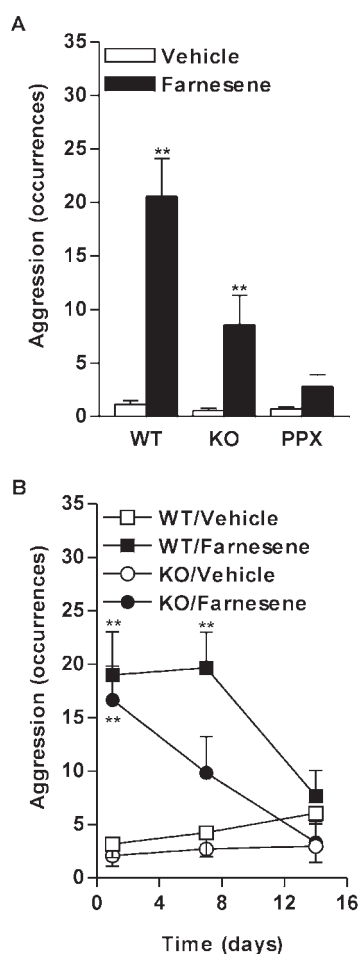 A
Vehicle
Farnesene
Aggression (occurrences)
35
30
25
20
15
10
5
0
**
**
WT KO PPX
B
WT/Vehicle
WT/Farnesene
KO/Vehicle
KO/Farnesene
Aggression (occurrences)
35
30
25
20
15
10
5
0
** **
**
0 4 8 12 16
Time (days)